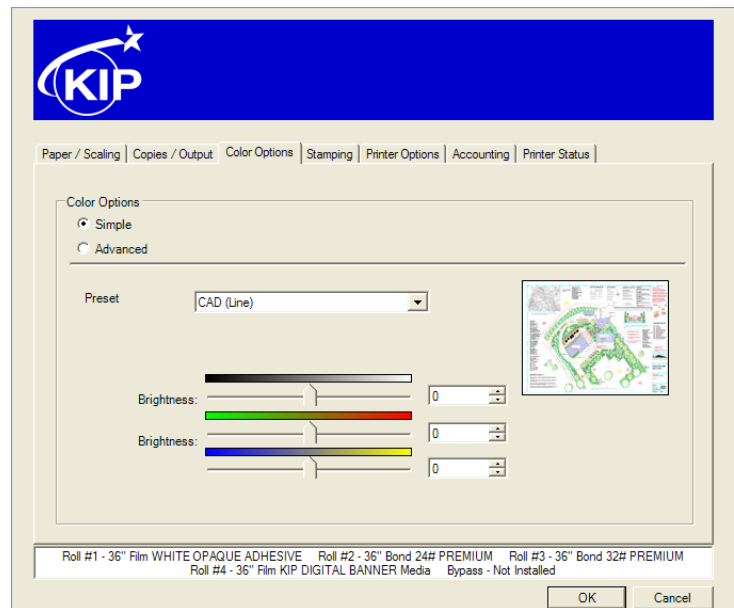 KIP
Paper / Scaling Copies / Output Color Options Stamping Printer Options Accounting Printer Status
Color Options
Simple
Advanced
Preset CAD (Line)
Brightness: 0
Brightness: 0
0
Roll #1 - 36" Film WHITE OPAQUE ADHESIVE Roll #2 - 36" Bond 24# PREMIUM Roll #3 - 36" Bond 32# PREMIUM
Roll #4 - 36" Film KIP DIGITAL BANNER Media Bypass - Not Installed
OK Cancel